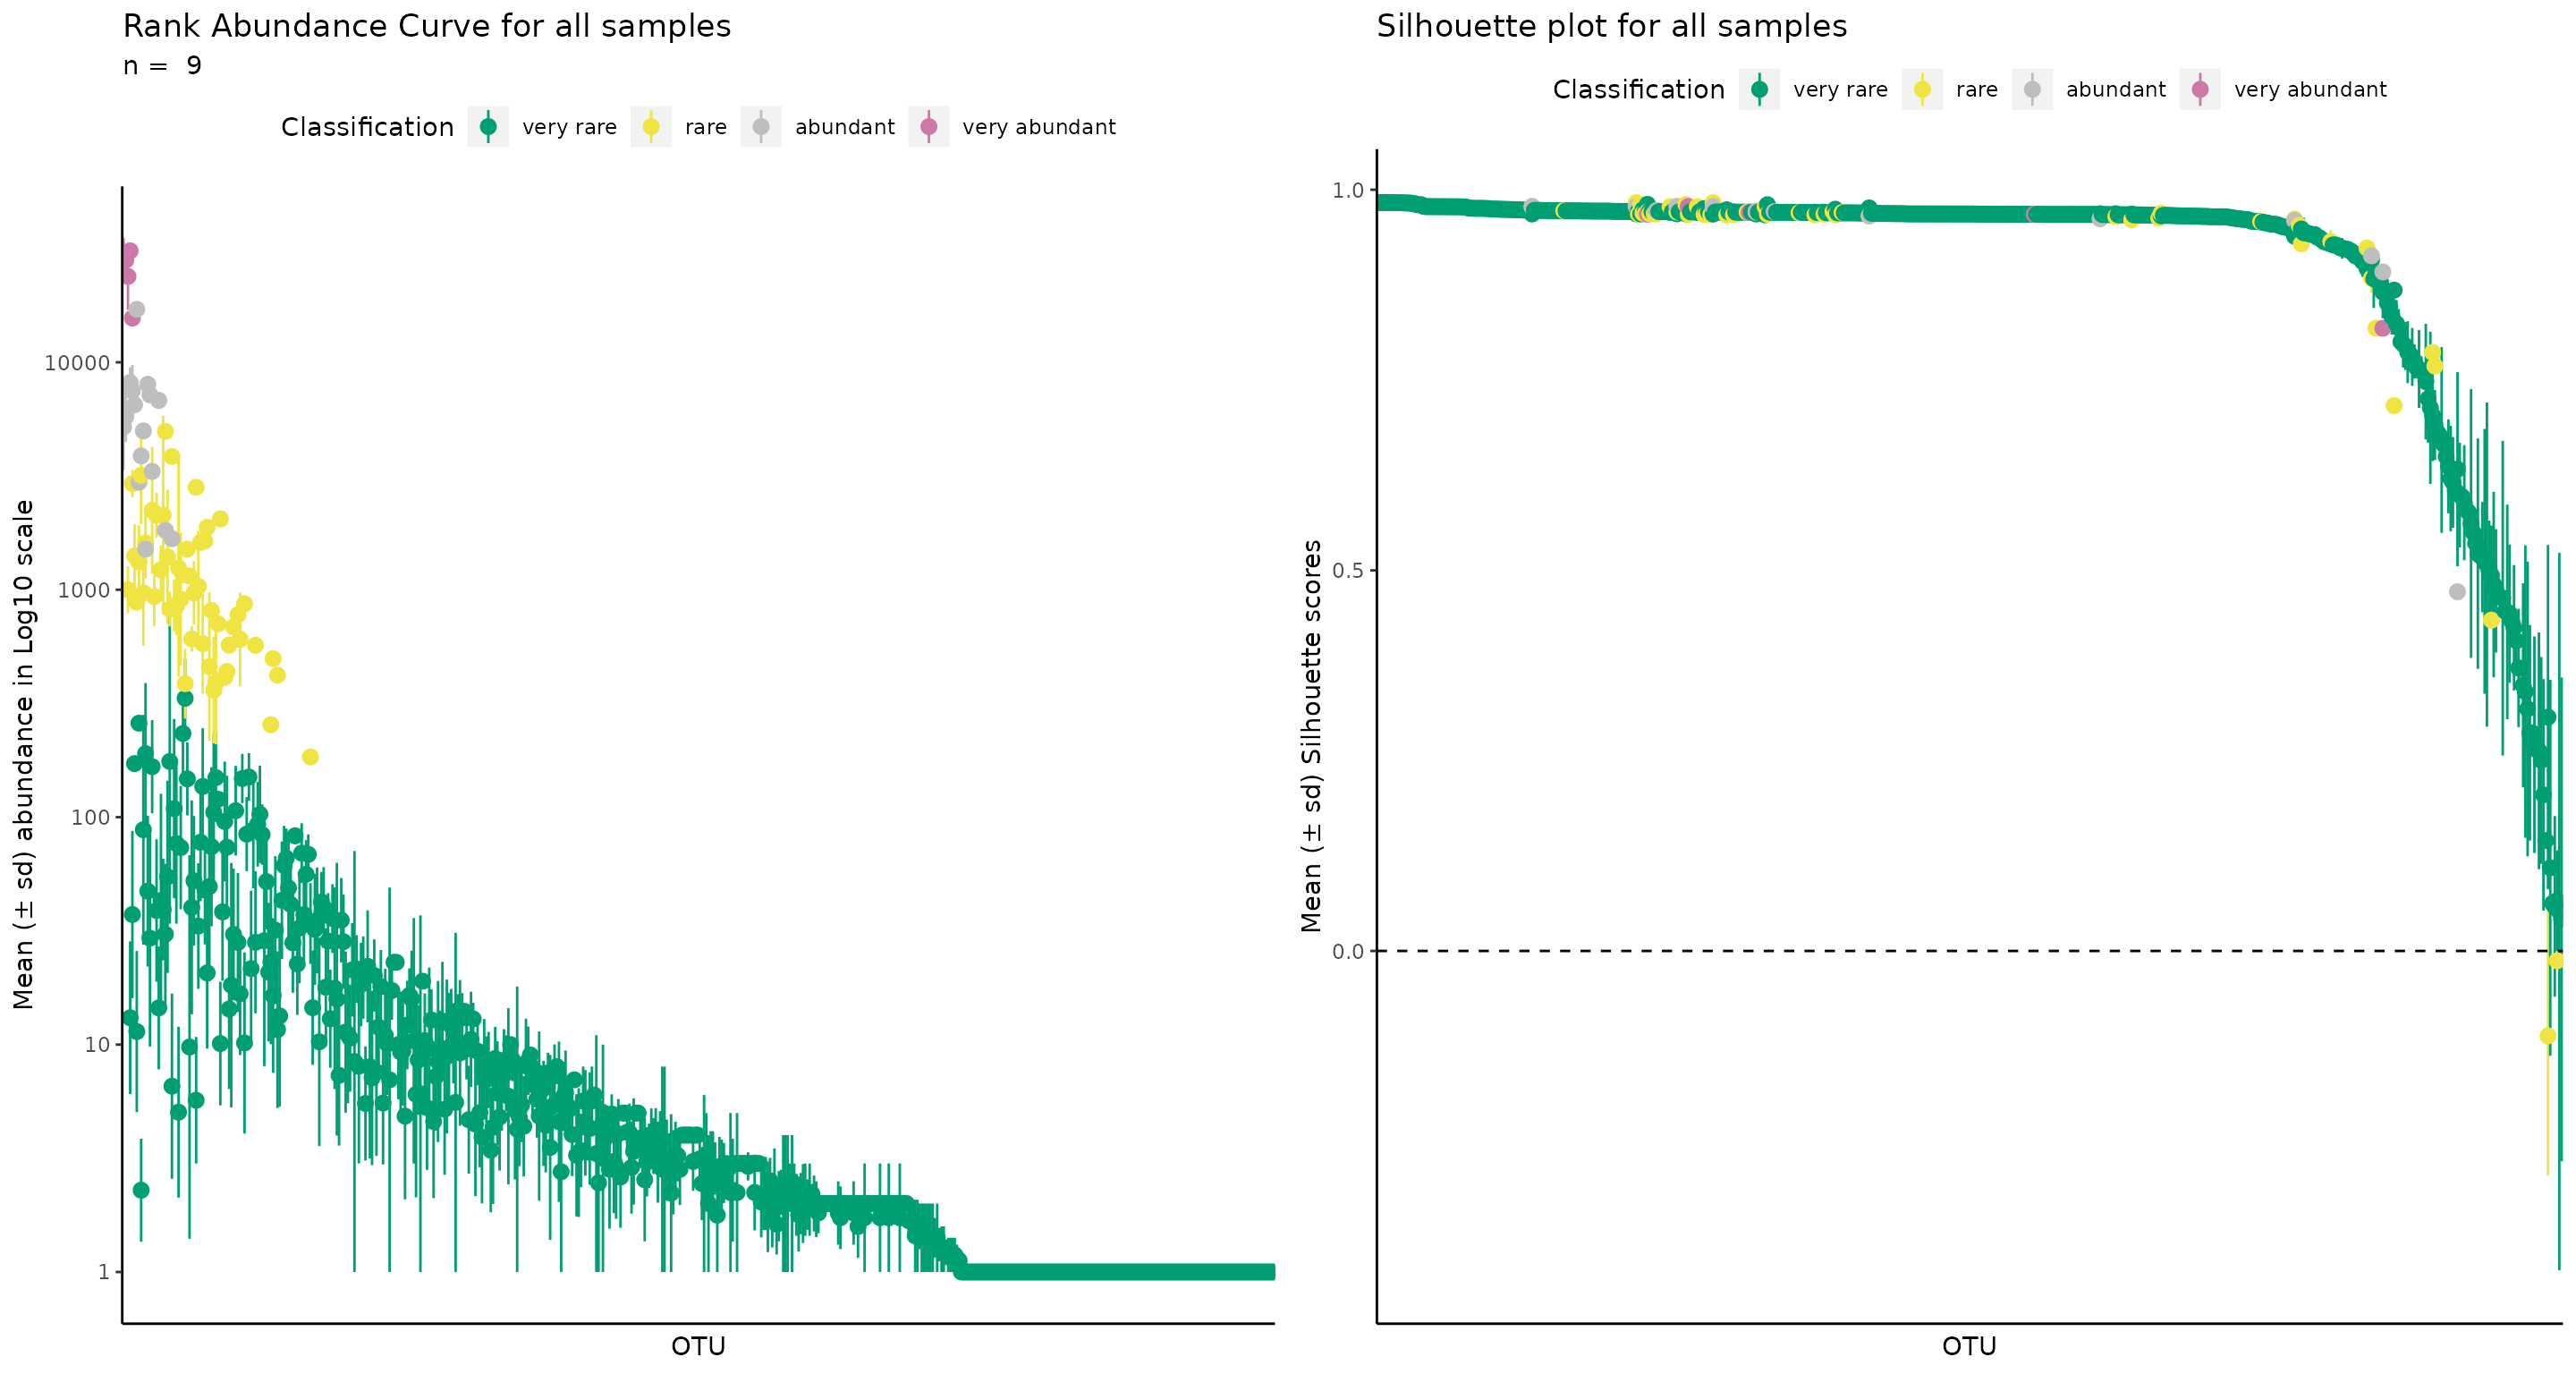 Rank Abundance Curve for all samples
n =  9
Classification very rare rare abundant very abundant
Mean (± sd) abundance in Log10 scale
10000
1000
100
10
1
OTU
Silhouette plot for all samples
Classification very rare rare abundant very abundant
Mean (± sd) Silhouette scores
1.0
0.5
0.0
OTU